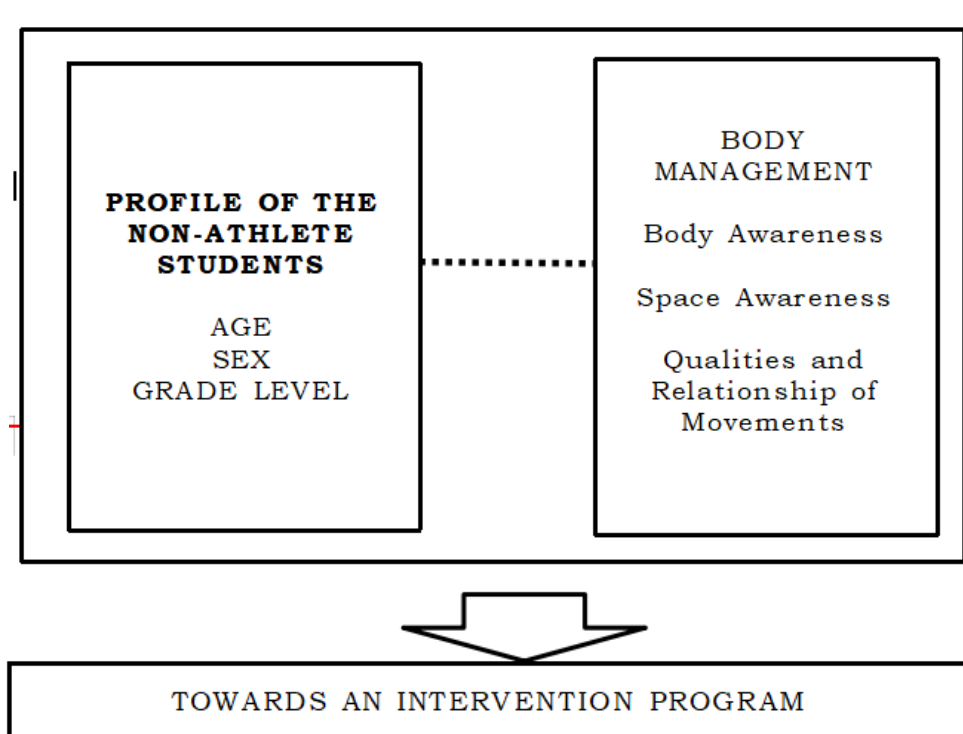 PROFILE OF THE
NON-ATHLETE
STUDENTS
AGE
SEX
GRADE LEVEL
BODY
MANAGEMENT
Body Awareness
Space Awareness
Qualities and
Relationship of
Movements
TOWARDS AN INTERVENTION PROGRAM